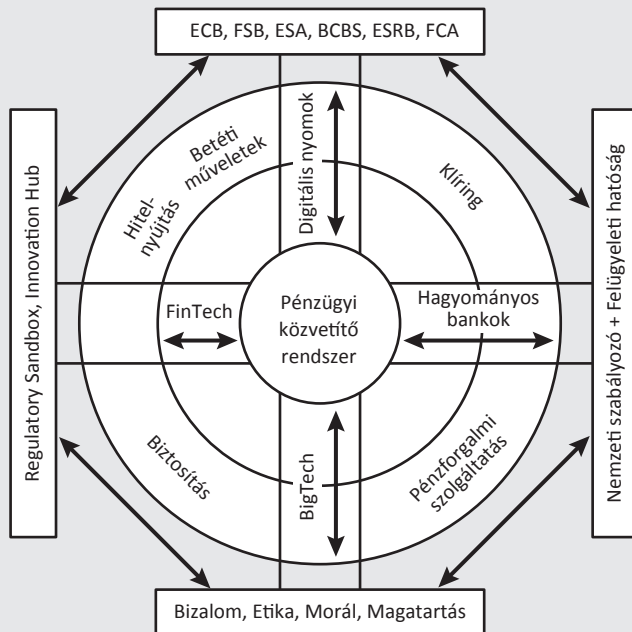 ECB, FSB, ESA, BCBS, ESRB, FCA
Regulatory Sandbox, Innovation Hub
Nemzeti szabályozó + Felügyeleti hatóság
Betéti
műveletek
Hitel-
nyújtás
Digitális nyomok
Klíring
FinTech
Pénzügyi
közvetítő
rendszer
Hagyományos
bankok
Biztosítás
BigTech
Pénzforgalmi
szolgáltatás
Bizalom, Etika, Morál, Magatartás